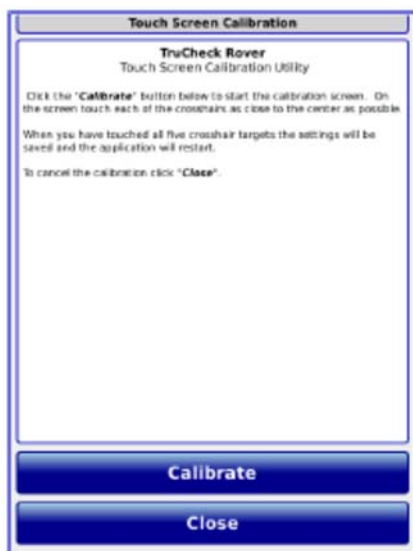 Touch Screen Calibration
TruCheck Rover
Touch Screen Calibration Utility
Click the "Calibrate" button below to start the calibration screen. On
the screen touch each of the crosshairs as close to the center as possible.
When you have touched all five crosshair targets the settings will be
saved and the application will restart.
To cancel the calibration click "Close".
Calibrate
Close